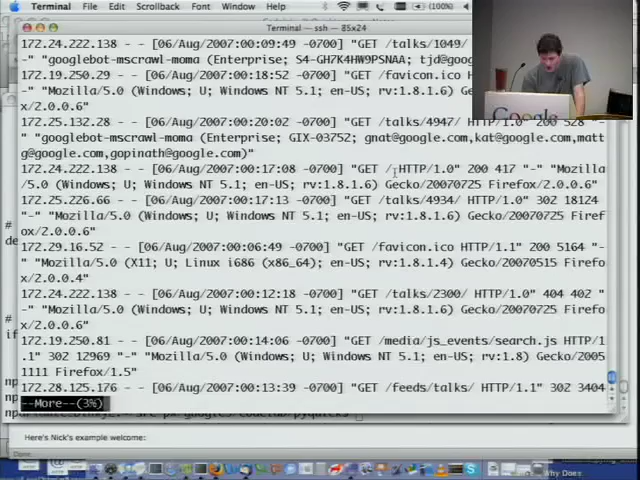 Terminal File Edit Scrollback Font Window Help (100%)
Terminal — ssh — 85x24
172.24.222.138 - - [06/Aug/2007:00:09:49 -0700] "GET /talks/1049/
-" "googlebot-mscrawl-moma (Enterprise; S4-GH7K4HW9PSNAA; tjd@goog
172.19.250.29 - - [06/Aug/2007:00:18:52 -0700] "GET /favicon.ico H
- "Mozilla/5.0 (Windows; U; Windows NT 5.1; en-US; rv:1.8.1.6) Ge
x/2.0.0.6"
172.25.132.28 - - [06/Aug/2007:00:20:02 -0700] "GET /talks/4947/ HTTP/1.0" 200 528 "-
-" "googlebot-mscrawl-moma (Enterprise; GIX-03752; gnat@google.com,kat@google.com,matt
g@google.com,gopinath@google.com)"
172.24.222.138 - - [06/Aug/2007:00:17:08 -0700] "GET / HTTP/1.0" 200 417 "-" "Mozilla
/5.0 (Windows; U; Windows NT 5.1; en-US; rv:1.8.1.6) Gecko/20070725 Firefox/2.0.0.6"
172.25.226.66 - - [06/Aug/2007:00:17:13 -0700] "GET /talks/4934/ HTTP/1.0" 302 18124
"-" "Mozilla/5.0 (Windows; U; Windows NT 5.1; en-US; rv:1.8.1.6) Gecko/20070725 Firef
ox/2.0.0.6"
172.29.16.52 - - [06/Aug/2007:00:06:49 -0700] "GET /favicon.ico HTTP/1.1" 200 5164 "-
" "Mozilla/5.0 (X11; U; Linux i686 (x86_64); en-US; rv:1.8.1.4) Gecko/20070515 Firefo
x/2.0.0.4"
172.24.222.138 - - [06/Aug/2007:00:12:18 -0700] "GET /talks/2300/ HTTP/1.0" 404 402 "-
" "Mozilla/5.0 (Windows; U; Windows NT 5.1; en-US; rv:1.8.1.6) Gecko/20070725 Firefo
x/2.0.0.6"
172.19.250.81 - - [06/Aug/2007:00:14:06 -0700] "GET /media/js_events/search.js HTTP/1
.1" 302 12969 "-" "Mozilla/5.0 (Windows; U; Windows NT 5.1; en-US; rv:1.8) Gecko/2005
1111 Firefox/1.5"
172.28.125.176 - - [06/Aug/2007:00:13:39 -0700] "GET /feeds/talks/ HTTP/1.1" 302 3404
--More--(3%)
Here's Nick's example welcome:
Done
Why Does
Google